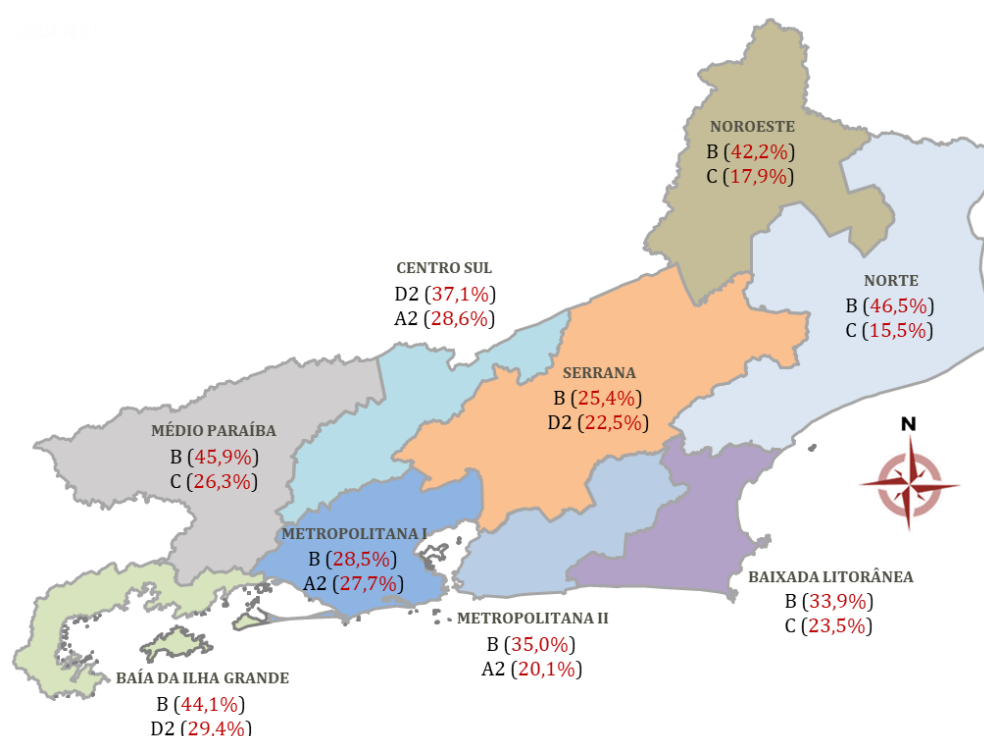 NOROESTE
B (42,2%)
C (17,9%)
CENTRO SUL
D2 (37,1%)
A2 (28,6%)
NORTE
B (46,5%)
C (15,5%)
SERRANA
B (25,4%)
D2 (22,5%)
MÉDIO PARAÍBA
B (45,9%)
C (26,3%)
N
METROPOLITANA I
B (28,5%)
A2 (27,7%)
BAIXADA LITORÂNEA
B (33,9%)
C (23,5%)
METROPOLITANA II
B (35,0%)
A2 (20,1%)
BAÍA DA ILHA GRANDE
B (44,1%)
D2 (29,4%)